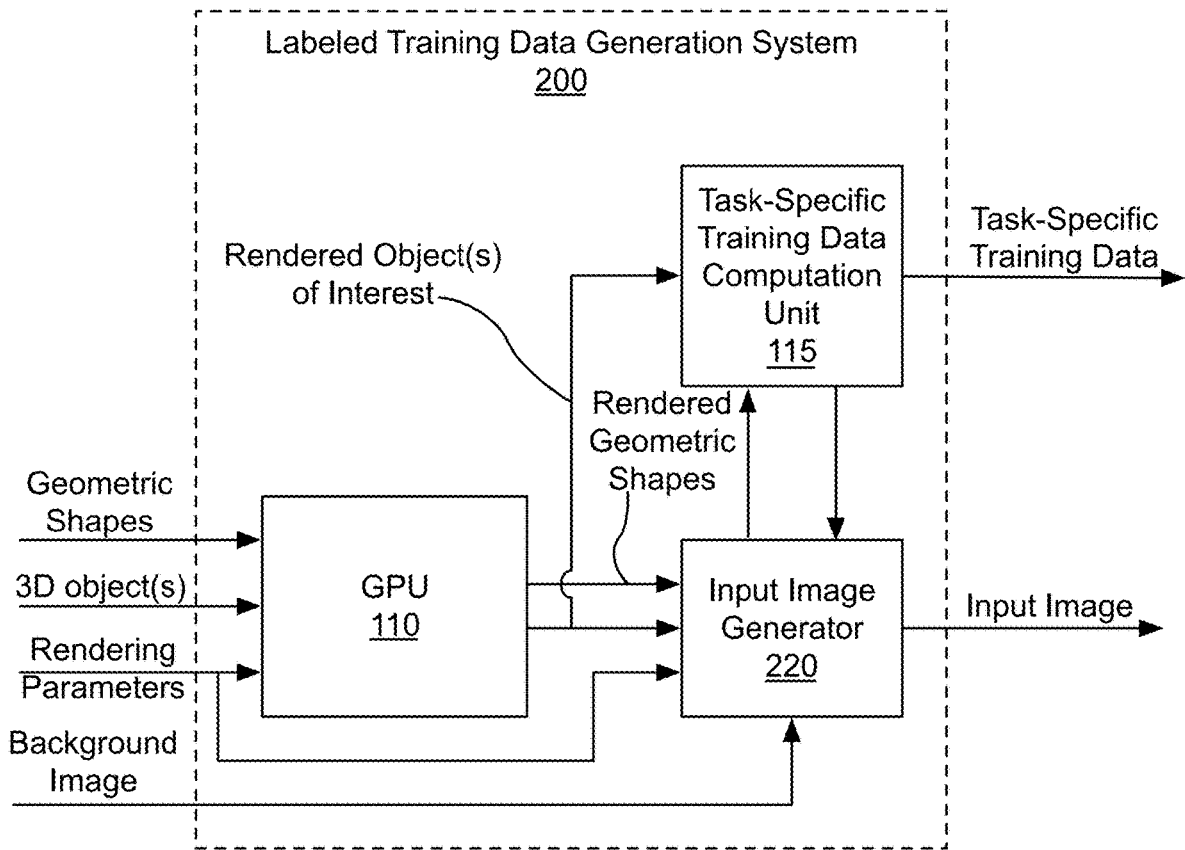 Labeled Training Data Generation System
200
Task-Specific
Training Data
Computation
Unit
115
Task-Specific
Training Data
Rendered Object(s)
of Interest
Rendered
Geometric
Shapes
Geometric
Shapes
3D object(s)
Rendering
Parameters
Background
Image
GPU
110
Input Image
Generator
220
Input Image